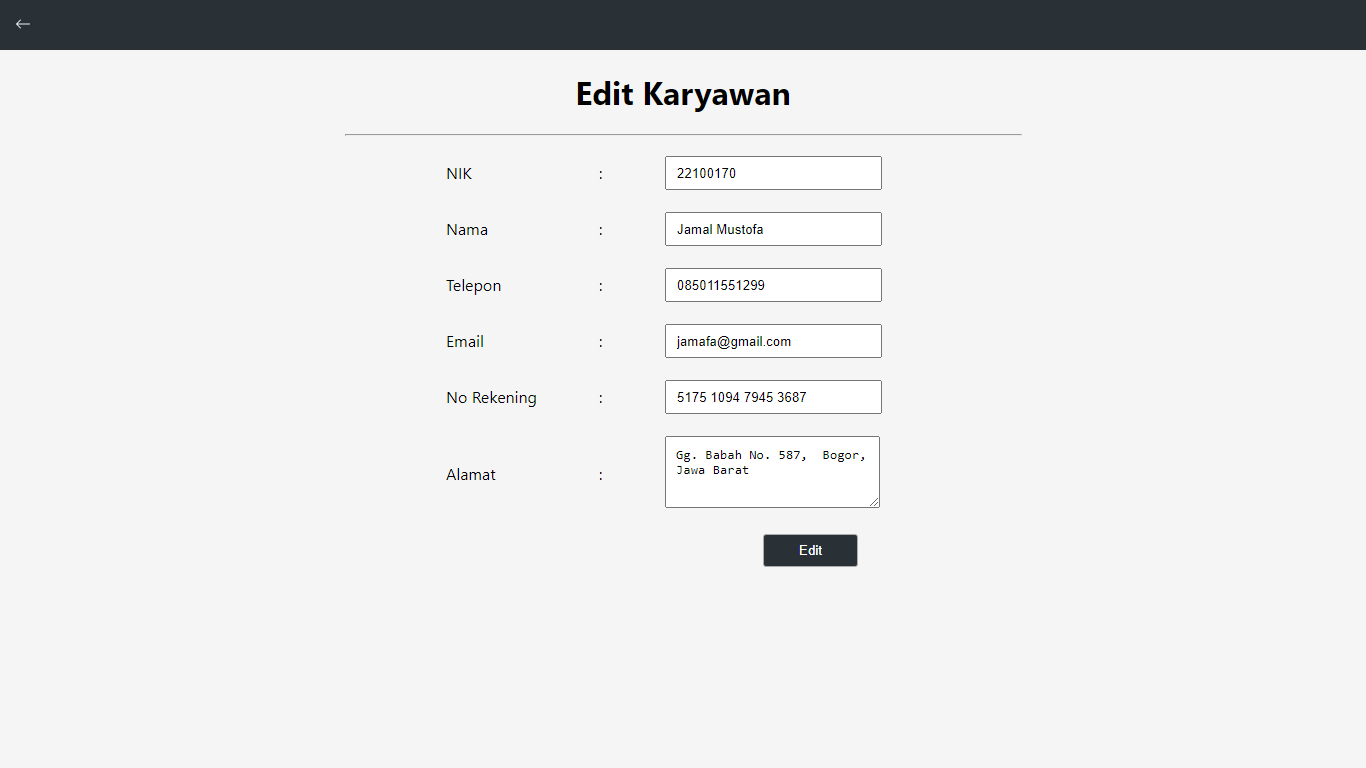 Edit Karyawan
NIK : 22100170
Nama : Jamal Mustofa
Telepon : 085011551299
Email : jamafa@gmail.com
No Rekening : 5175 1094 7945 3687
Alamat : Gg. Babah No. 587,  Bogor,
Jawa Barat
Edit